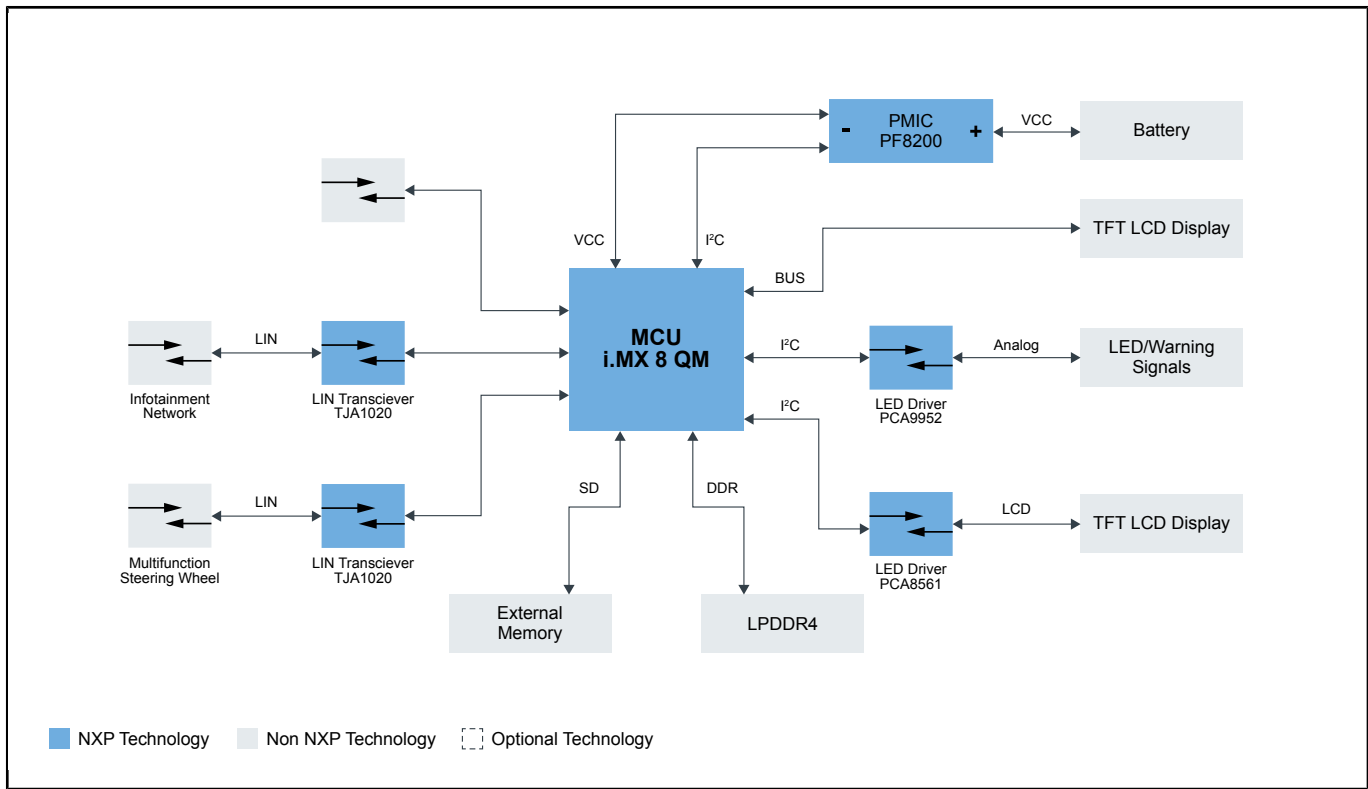 -
PMIC
PF8200
+
VCC
Battery
TFT LCD Display
VCC
I²C
BUS
MCU
i.MX 8 QM
LIN
I²C
Analog
LED/Warning
Signals
Infotainment
Network
LIN Transciever
TJA1020
LED Driver
PCA9952
I²C
LIN
SD
DDR
LCD
TFT LCD Display
Multifunction
Steering Wheel
LIN Transciever
TJA1020
LED Driver
PCA8561
External
Memory
LPDDR4
NXP Technology
Non NXP Technology
Optional Technology